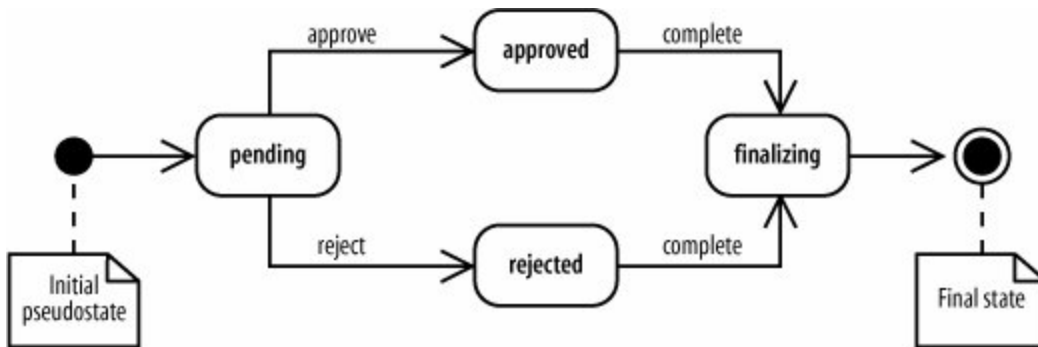 approve
approved
complete
pending
finalizing
reject
rejected
complete
Initial
pseudostate
Final state